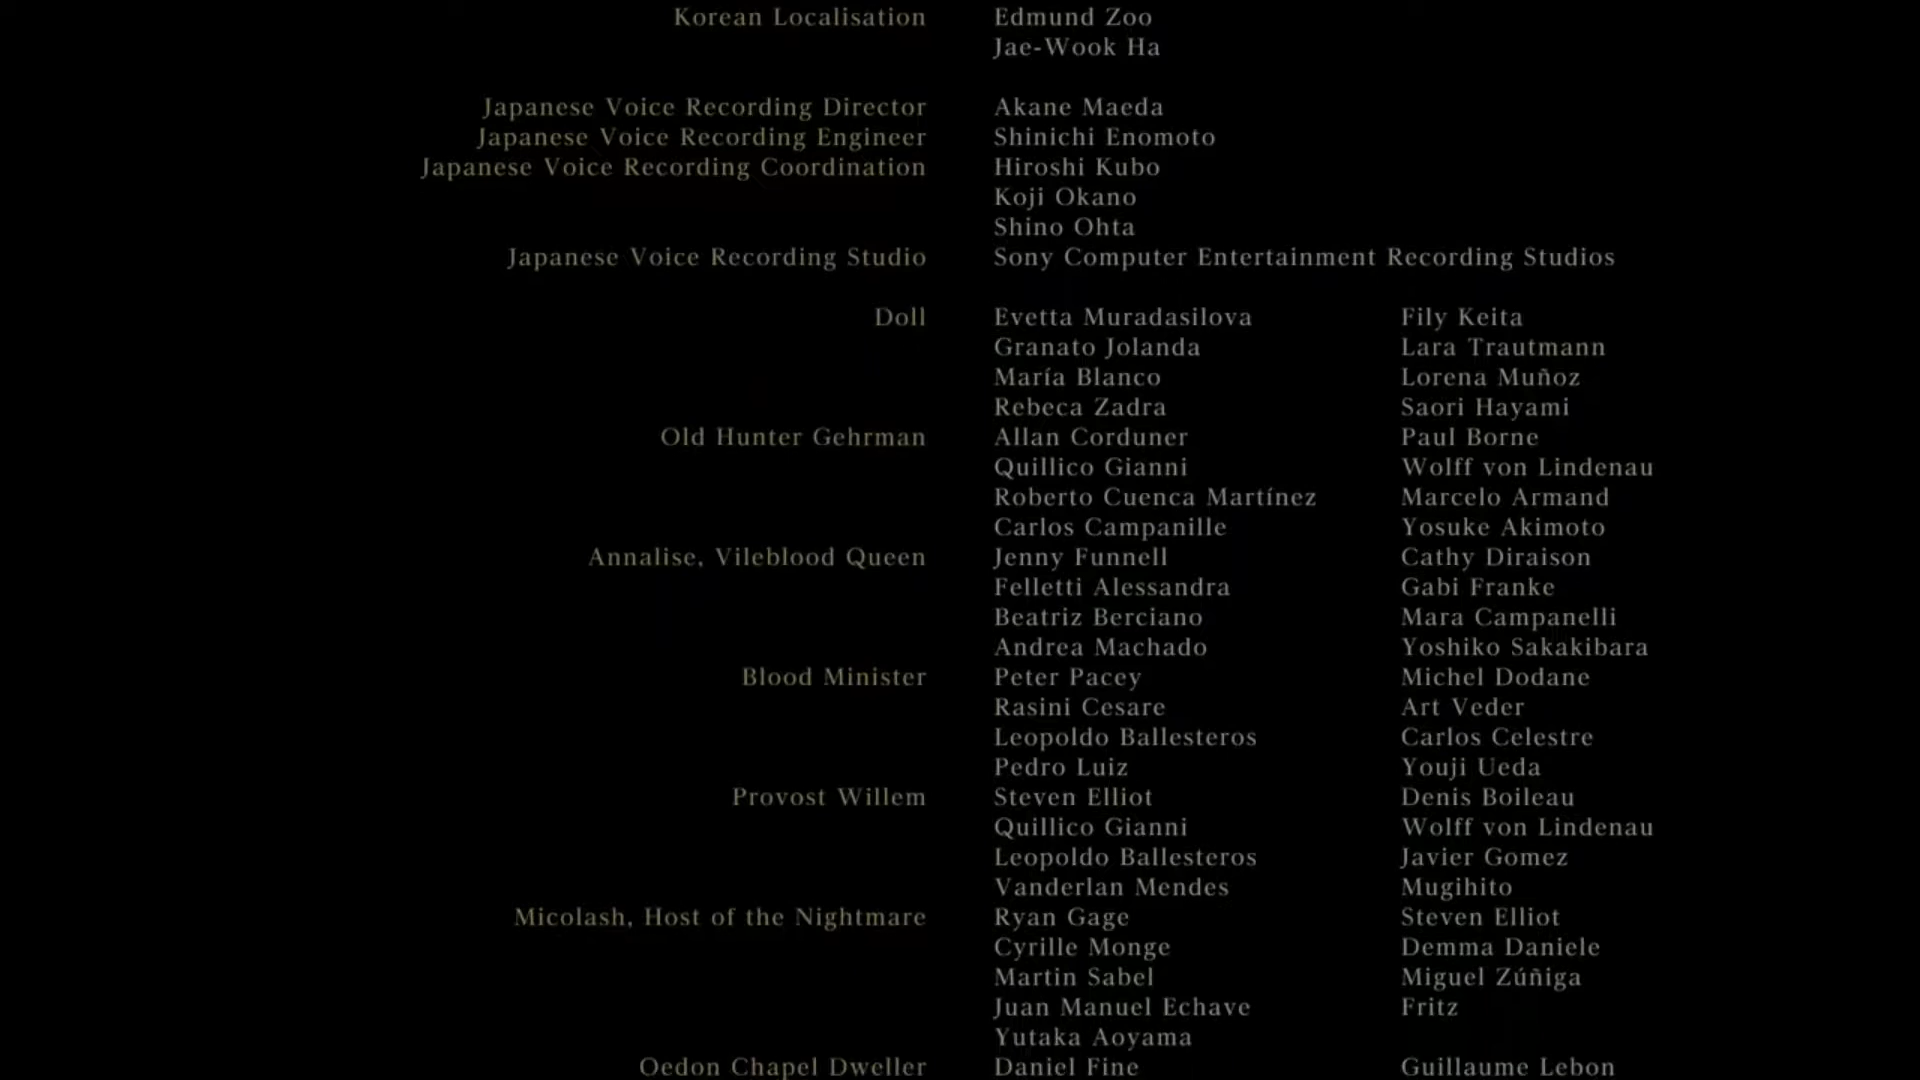 Korean Localisation Edmund Zoo
Jae-Wook Ha
Japanese Voice Recording Director Akane Maeda
Japanese Voice Recording Engineer Shinichi Enomoto
Japanese Voice Recording Coordination Hiroshi Kubo
Koji Okano
Shino Ohta
Japanese Voice Recording Studio Sony Computer Entertainment Recording Studios
Doll Evetta Muradasilova Fily Keita
Granato Jolanda Lara Trautmann
María Blanco Lorena Muñoz
Rebeca Zadra Saori Hayami
Old Hunter Gehrman Allan Corduner Paul Borne
Quillico Gianni Wolff von Lindenau
Roberto Cuenca Martínez Marcelo Armand
Carlos Campanille Yosuke Akimoto
Annalise, Vileblood Queen Jenny Funnell Cathy Diraison
Felletti Alessandra Gabi Franke
Beatriz Berciano Mara Campanelli
Andrea Machado Yoshiko Sakakibara
Blood Minister Peter Pacey Michel Dodane
Rasini Cesare Art Veder
Leopoldo Ballesteros Carlos Celestre
Pedro Luiz Youji Ueda
Provost Willem Steven Elliot Denis Boileau
Quillico Gianni Wolff von Lindenau
Leopoldo Ballesteros Javier Gomez
Vanderlan Mendes Mugihito
Micolash, Host of the Nightmare Ryan Gage Steven Elliot
Cyrille Monge Demma Daniele
Martin Sabel Miguel Zúñiga
Juan Manuel Echave Fritz
Yutaka Aoyama
Oedon Chapel Dweller Daniel Fine Guillaume Lebon